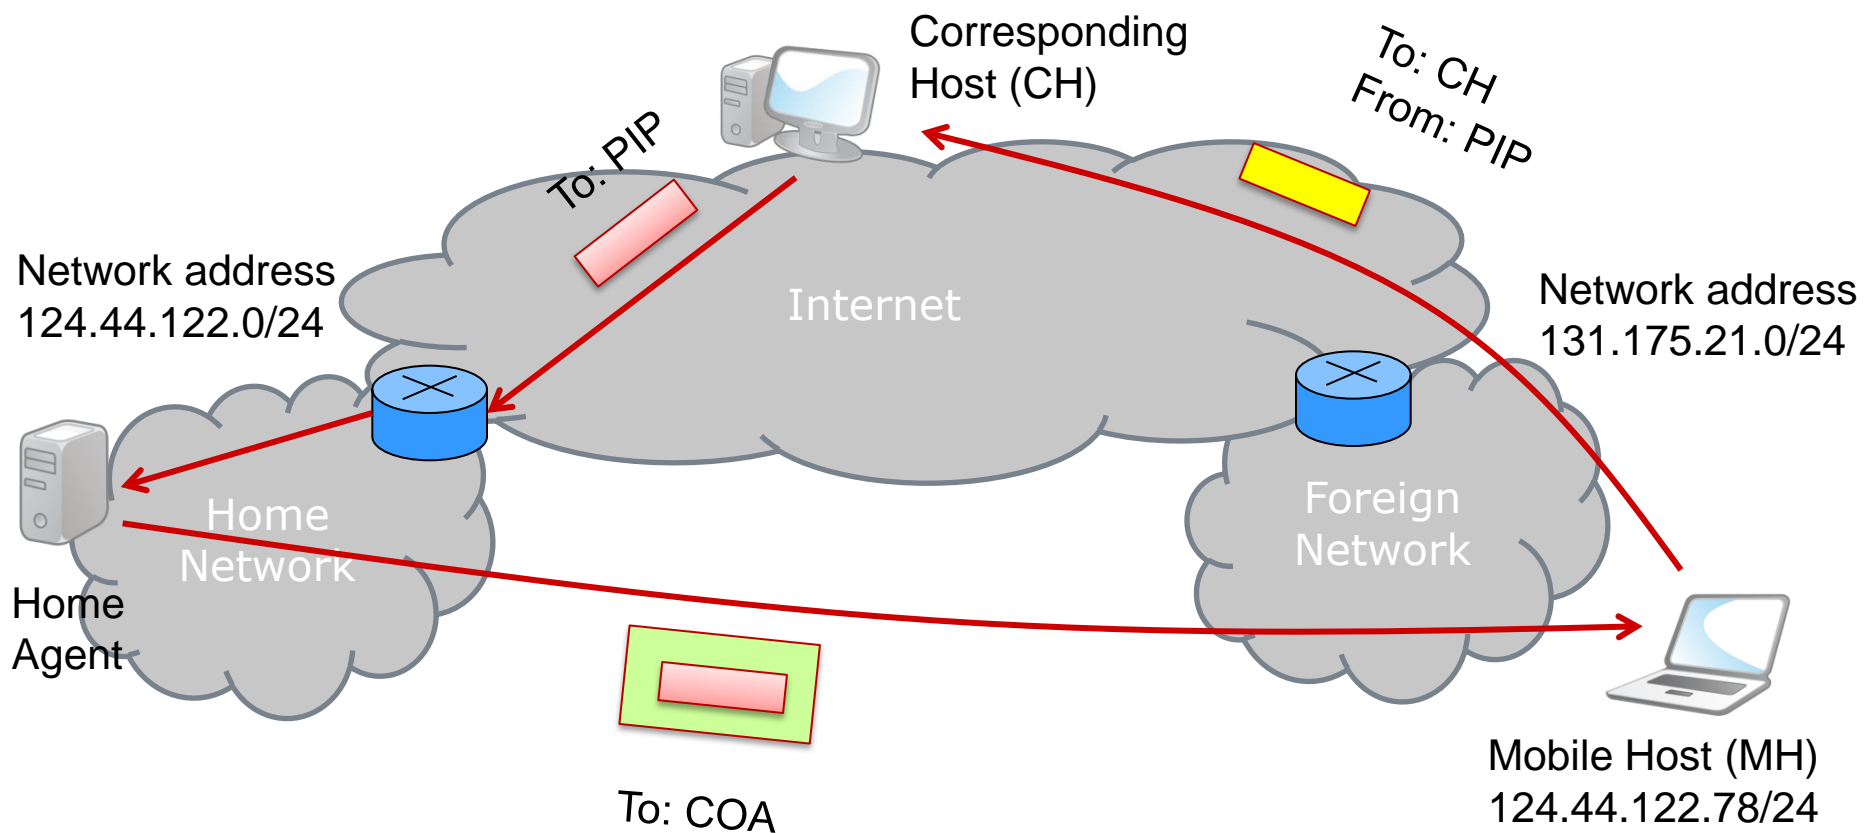 Corresponding
Host (CH)
To: CH
From: PIP
To: PIP
Network address
124.44.122.0/24
Internet
Network address
131.175.21.0/24
Home
Network
Foreign
Network
Home
Agent
To: COA
Mobile Host (MH)
124.44.122.78/24